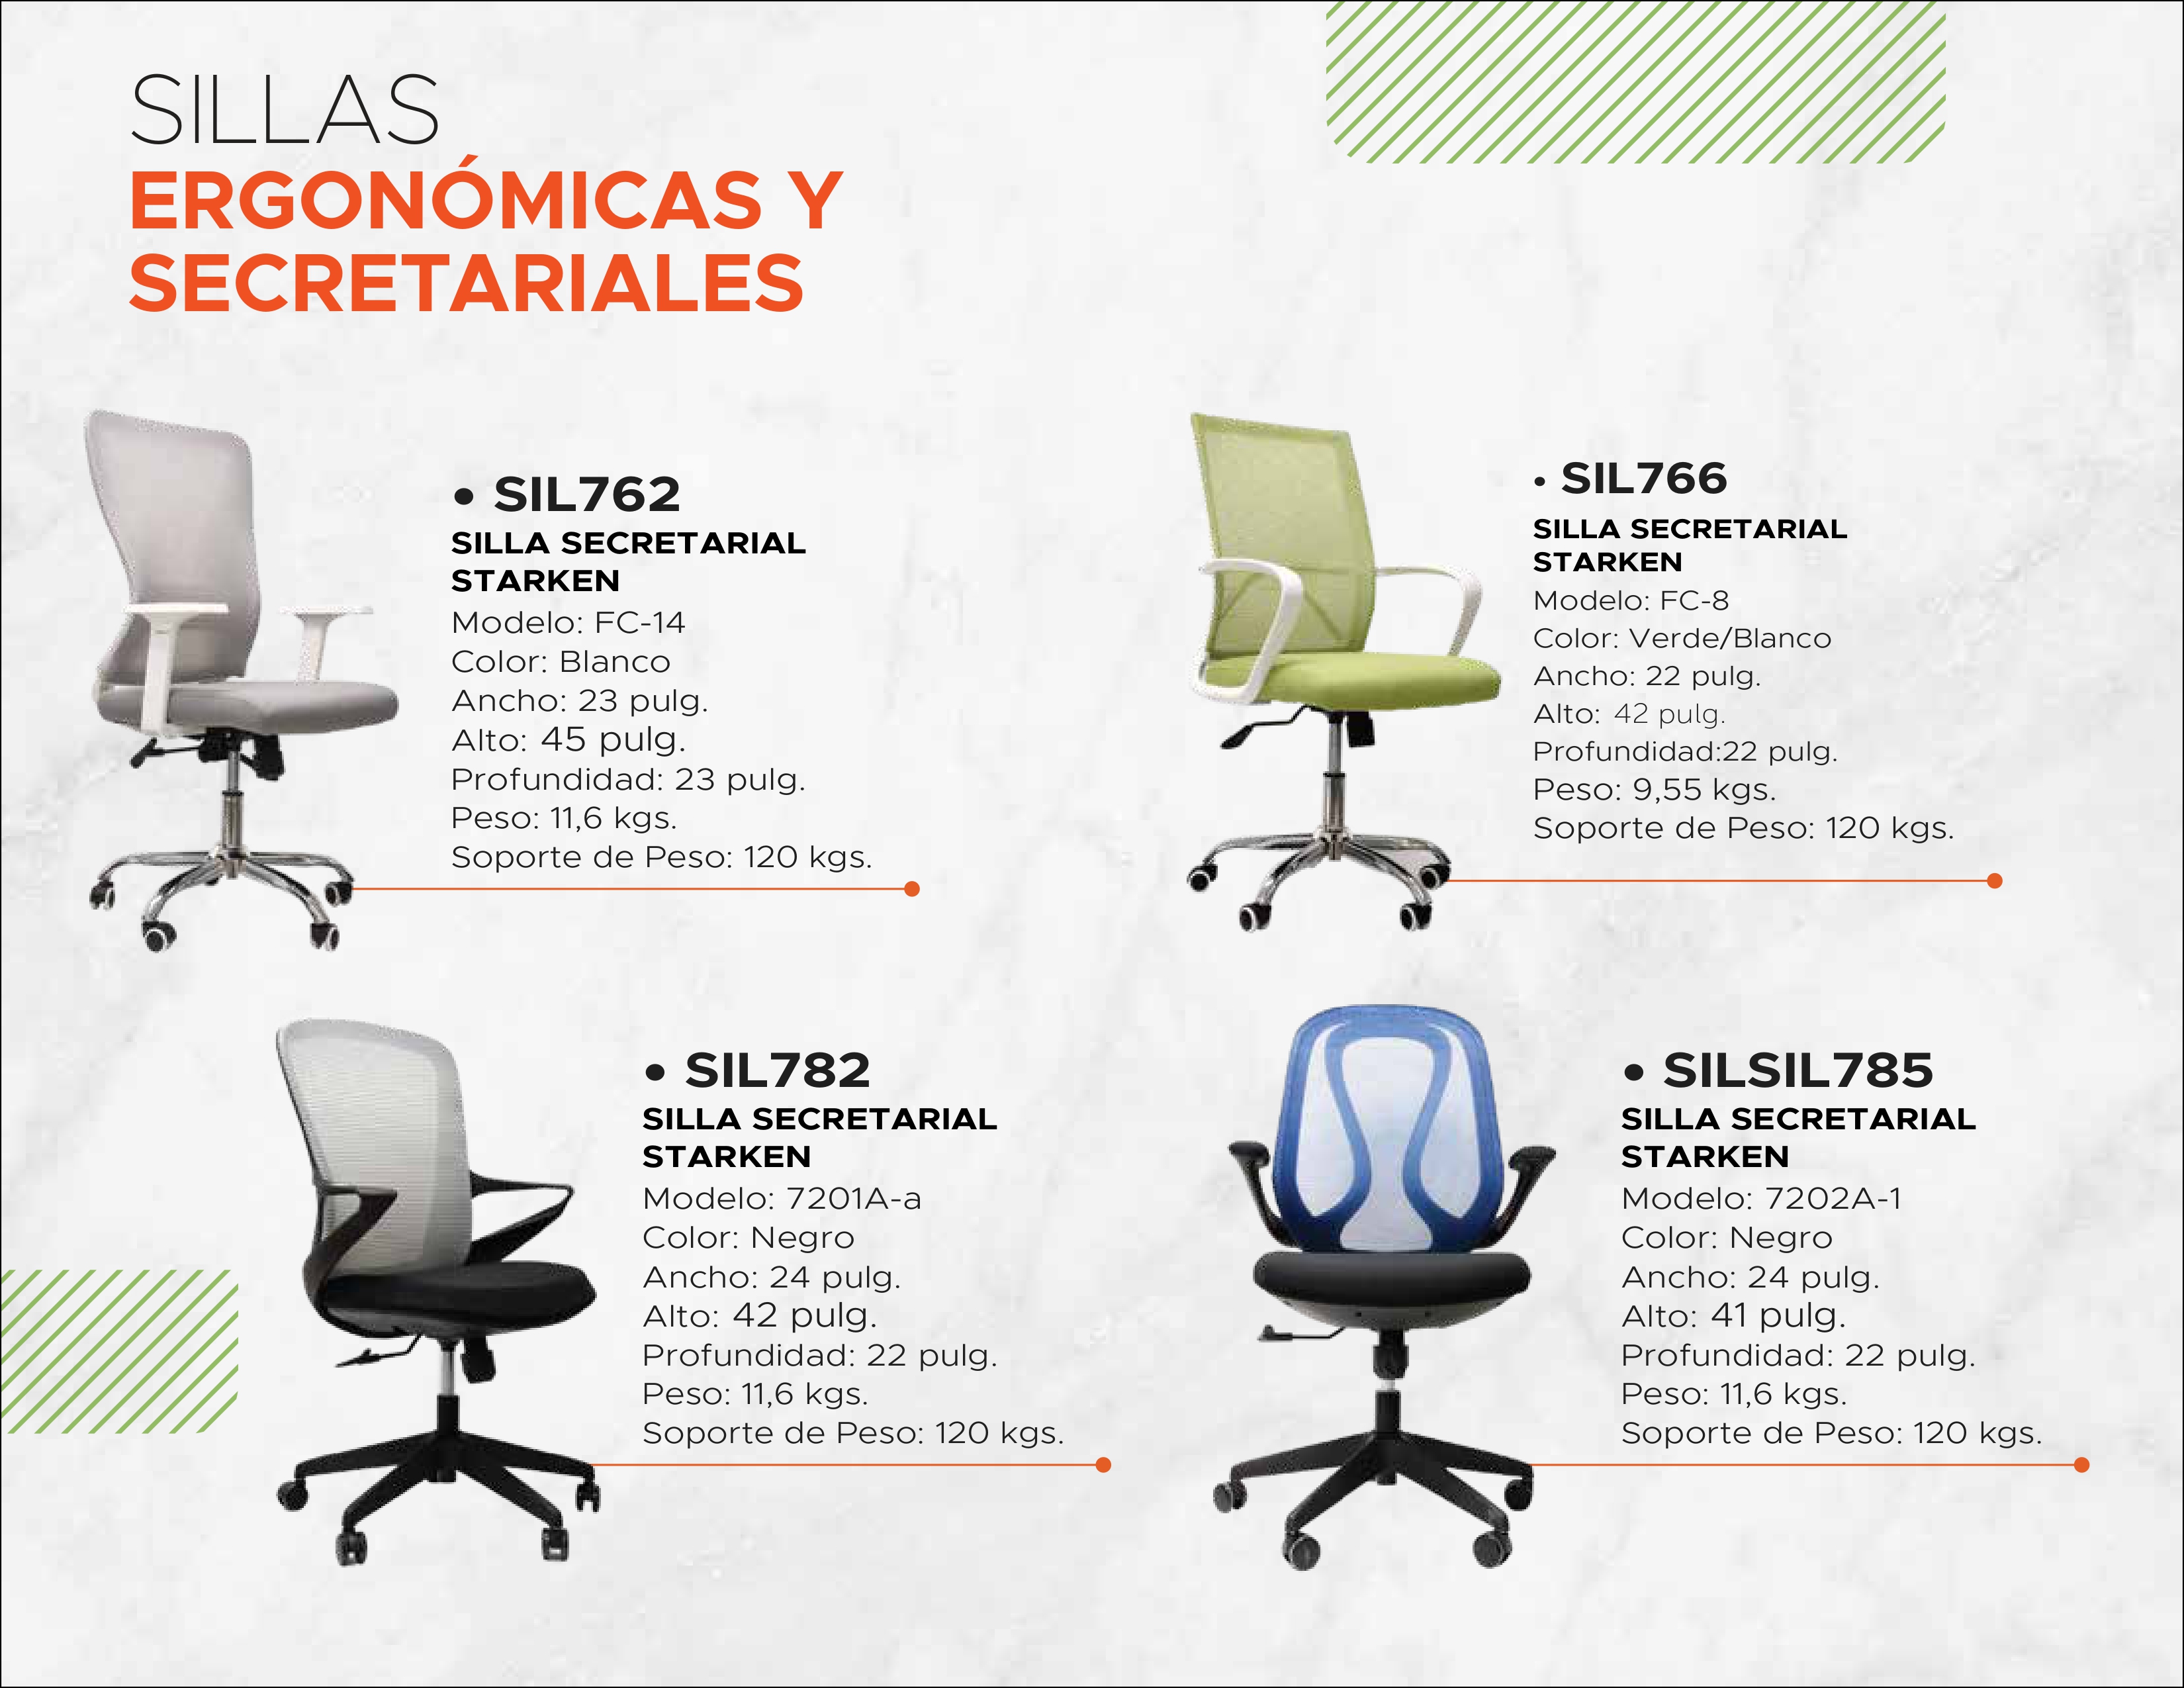 SILLAS
ERGONÓMICAS Y
SECRETARIALES
• SIL762
SILLA SECRETARIAL
STARKEN
Modelo: FC-14
Color: Blanco
Ancho: 23 pulg.
Alto: 45 pulg.
Profundidad: 23 pulg.
Peso: 11,6 kgs.
Soporte de Peso: 120 kgs.
• SIL766
SILLA SECRETARIAL
STARKEN
Modelo: FC-8
Color: Verde/Blanco
Ancho: 22 pulg.
Alto: 42 pulg.
Profundidad:22 pulg.
Peso: 9,55 kgs.
Soporte de Peso: 120 kgs.
• SIL782
SILLA SECRETARIAL
STARKEN
Modelo: 7201A-a
Color: Negro
Ancho: 24 pulg.
Alto: 42 pulg.
Profundidad: 22 pulg.
Peso: 11,6 kgs.
Soporte de Peso: 120 kgs.
• SILSIL785
SILLA SECRETARIAL
STARKEN
Modelo: 7202A-1
Color: Negro
Ancho: 24 pulg.
Alto: 41 pulg.
Profundidad: 22 pulg.
Peso: 11,6 kgs.
Soporte de Peso: 120 kgs.